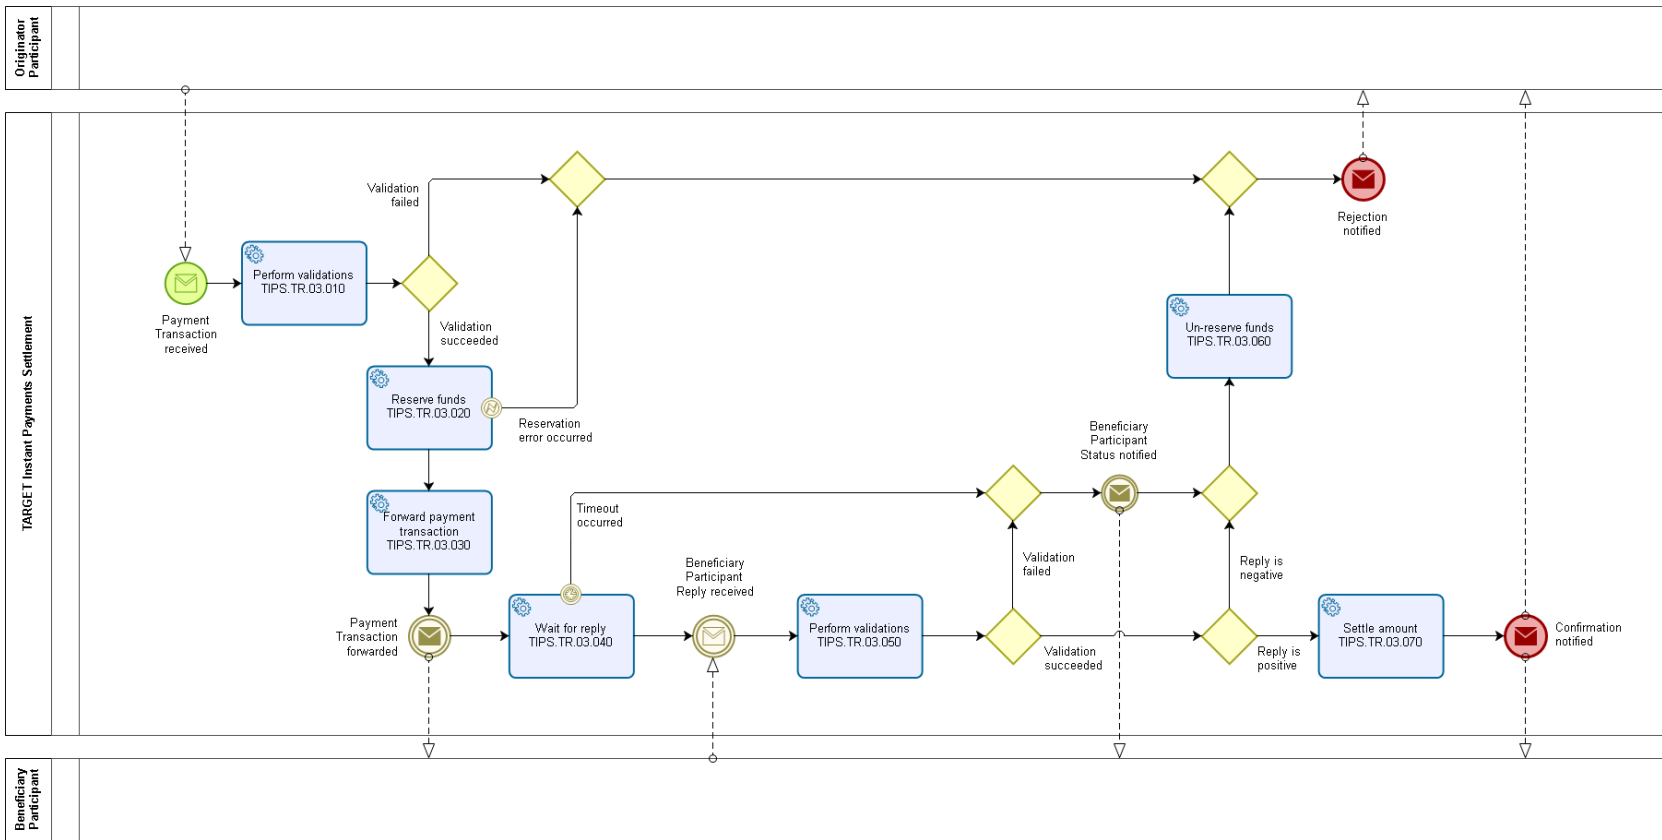 Originator
Participant
TARGET Instant Payments Settlement
Beneficiary
Participant
Validation
failed
Rejection
notified
Perform validations
TIPS.TR.03.010
Payment
Transaction
received
Validation
succeeded
Un-reserve funds
TIPS.TR.03.060
Reserve funds
TIPS.TR.03.020
Reservation
error occurred
Beneficiary
Participant
Status notified
Forward payment
transaction
TIPS.TR.03.030
Timeout
occurred
Beneficiary
Participant
Reply received
Validation
failed
Reply is
negative
Payment
Transaction
forwarded
Wait for reply
TIPS.TR.03.040
Perform validations
TIPS.TR.03.050
Validation
succeeded
Reply is
positive
Settle amount
TIPS.TR.03.070
Confirmation
notified